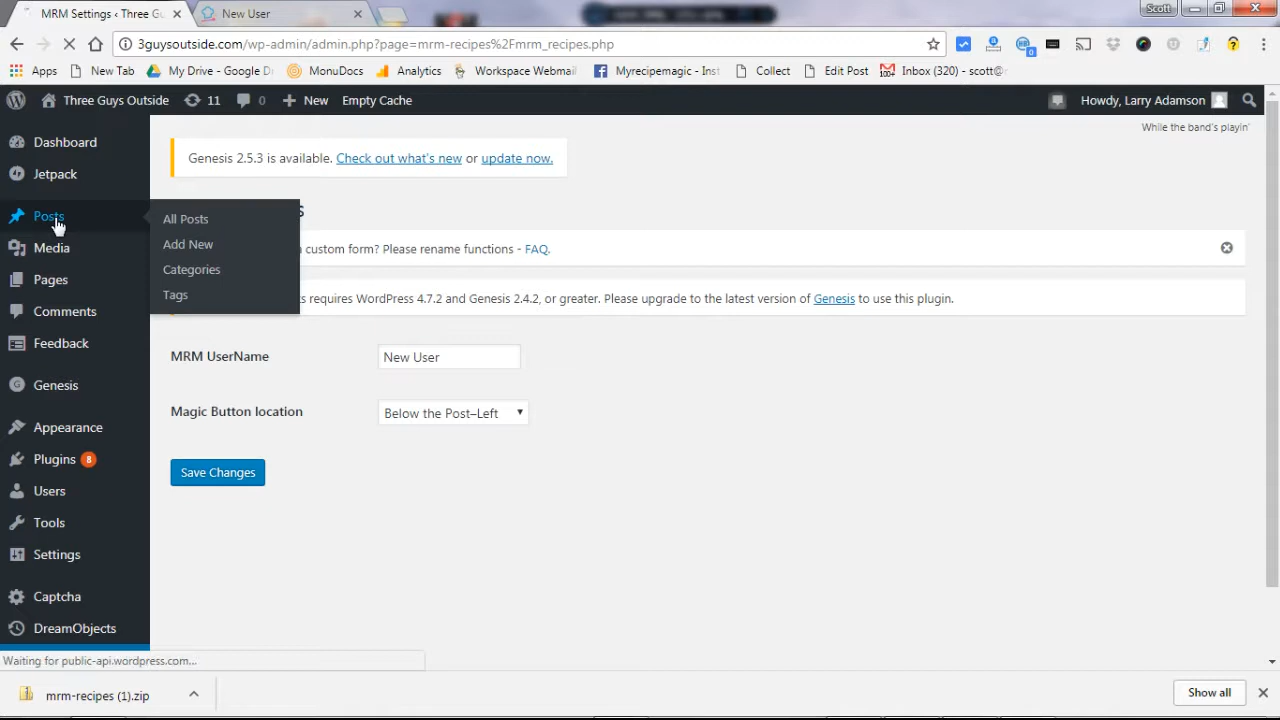 MRM Settings ‹ Three G
New User
Scott
3guysoutside.com/wp-admin/admin.php?page=mrm-recipes%2Fmrm_recipes.php
Apps New Tab My Drive - Google D MonuDocs Analytics Workspace Webmail Myrecipemagic - Inst Collect Edit Post Inbox (320) - scott@
Three Guys Outside 11 0 New Empty Cache Howdy, Larry Adamson
While the band's playin'
Dashboard
Genesis 2.5.3 is available. Check out what's new or update now.
Jetpack
Posts
All Posts
Add New
Categories
Tags
s
Media
custom form? Please rename functions - FAQ.
Pages
ts requires WordPress 4.7.2 and Genesis 2.4.2, or greater. Please upgrade to the latest version of Genesis to use this plugin.
Comments
Feedback
MRM UserName New User
Genesis
Magic Button location Below the Post–Left
Appearance
Plugins 8
Save Changes
Users
Tools
Settings
Captcha
DreamObjects
Waiting for public-api.wordpress.com...
mrm-recipes (1).zip
Show all